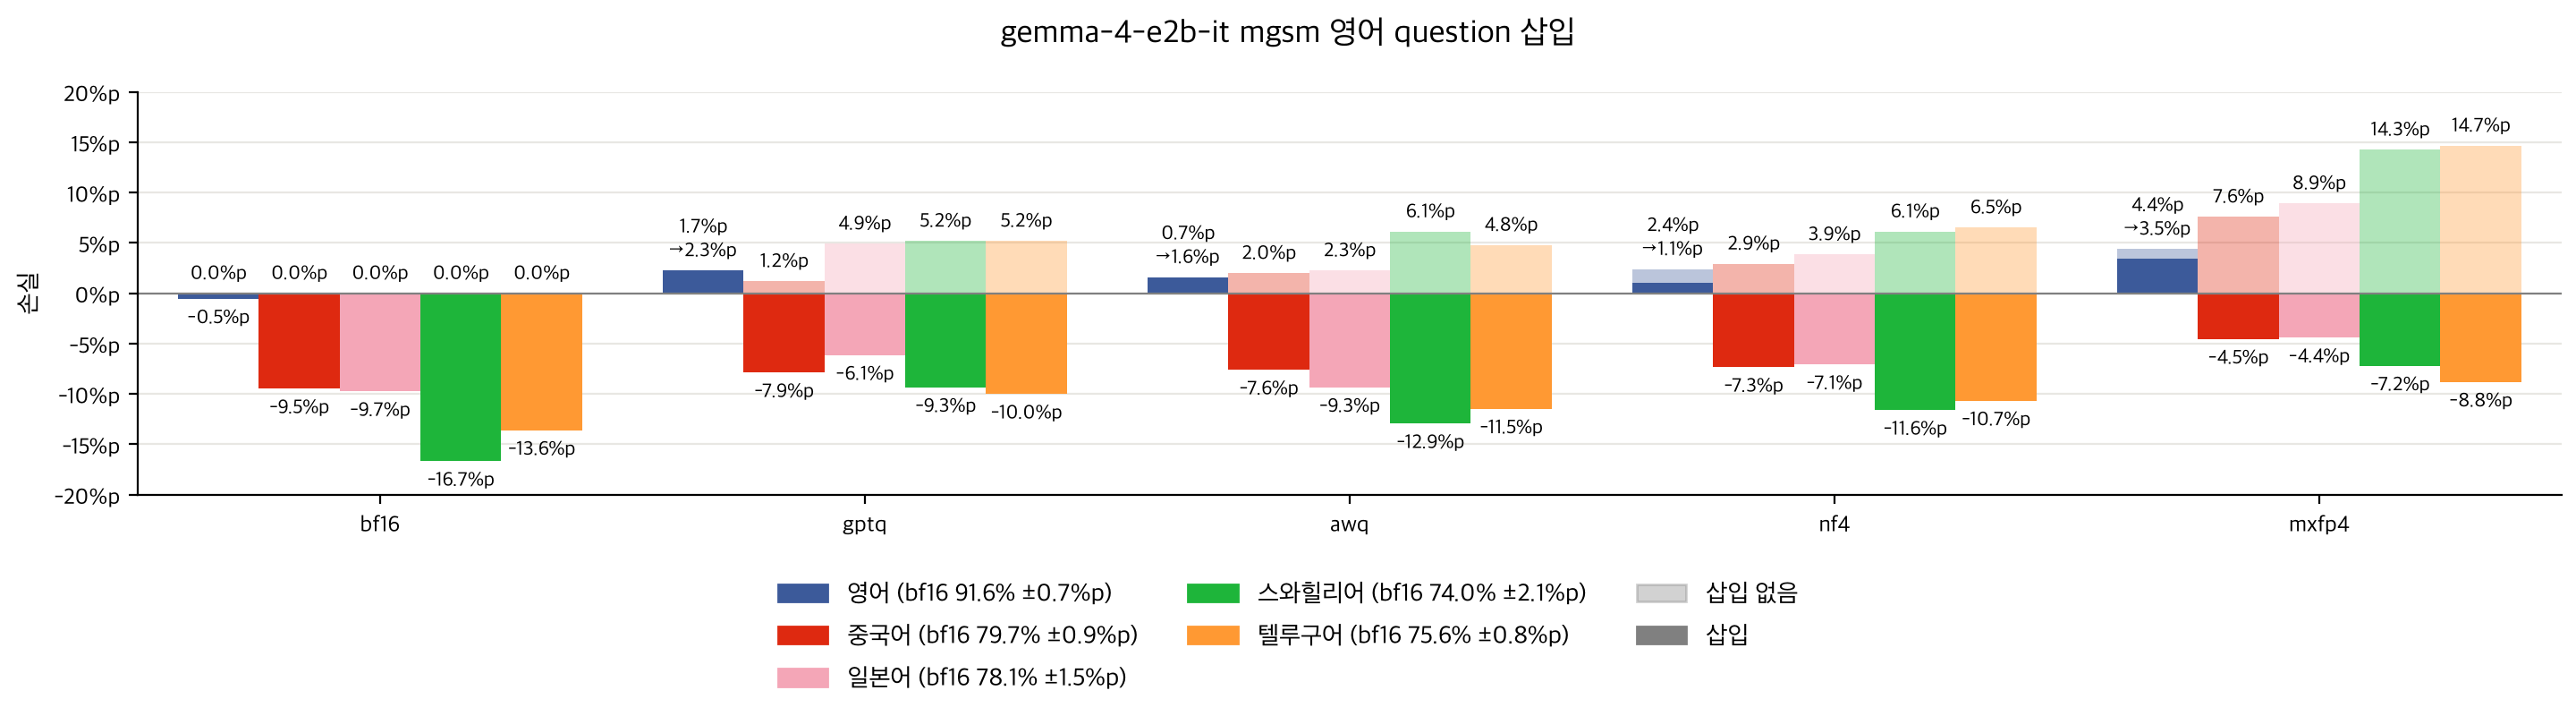 gemma-4-e2b-it mgsm 영어 question 삽입
손실
20%p
15%p
10%p
5%p
0%p
-5%p
-10%p
-15%p
-20%p
0.0%p 0.0%p 0.0%p 0.0%p 0.0%p
-0.5%p
-9.5%p
-9.7%p
-16.7%p
-13.6%p
1.7%p
→2.3%p
1.2%p
4.9%p
5.2%p
5.2%p
-7.9%p
-6.1%p
-9.3%p
-10.0%p
0.7%p
→1.6%p
2.0%p
2.3%p
6.1%p
4.8%p
-7.6%p
-9.3%p
-12.9%p
-11.5%p
2.4%p
→1.1%p
2.9%p
3.9%p
6.1%p
6.5%p
-7.3%p
-7.1%p
-11.6%p
-10.7%p
4.4%p
→3.5%p
7.6%p
8.9%p
14.3%p
14.7%p
-4.5%p
-4.4%p
-7.2%p
-8.8%p
bf16 gptq awq nf4 mxfp4
영어 (bf16 91.6% ±0.7%p)
중국어 (bf16 79.7% ±0.9%p)
일본어 (bf16 78.1% ±1.5%p)
스와힐리어 (bf16 74.0% ±2.1%p)
텔루구어 (bf16 75.6% ±0.8%p)
삽입 없음
삽입